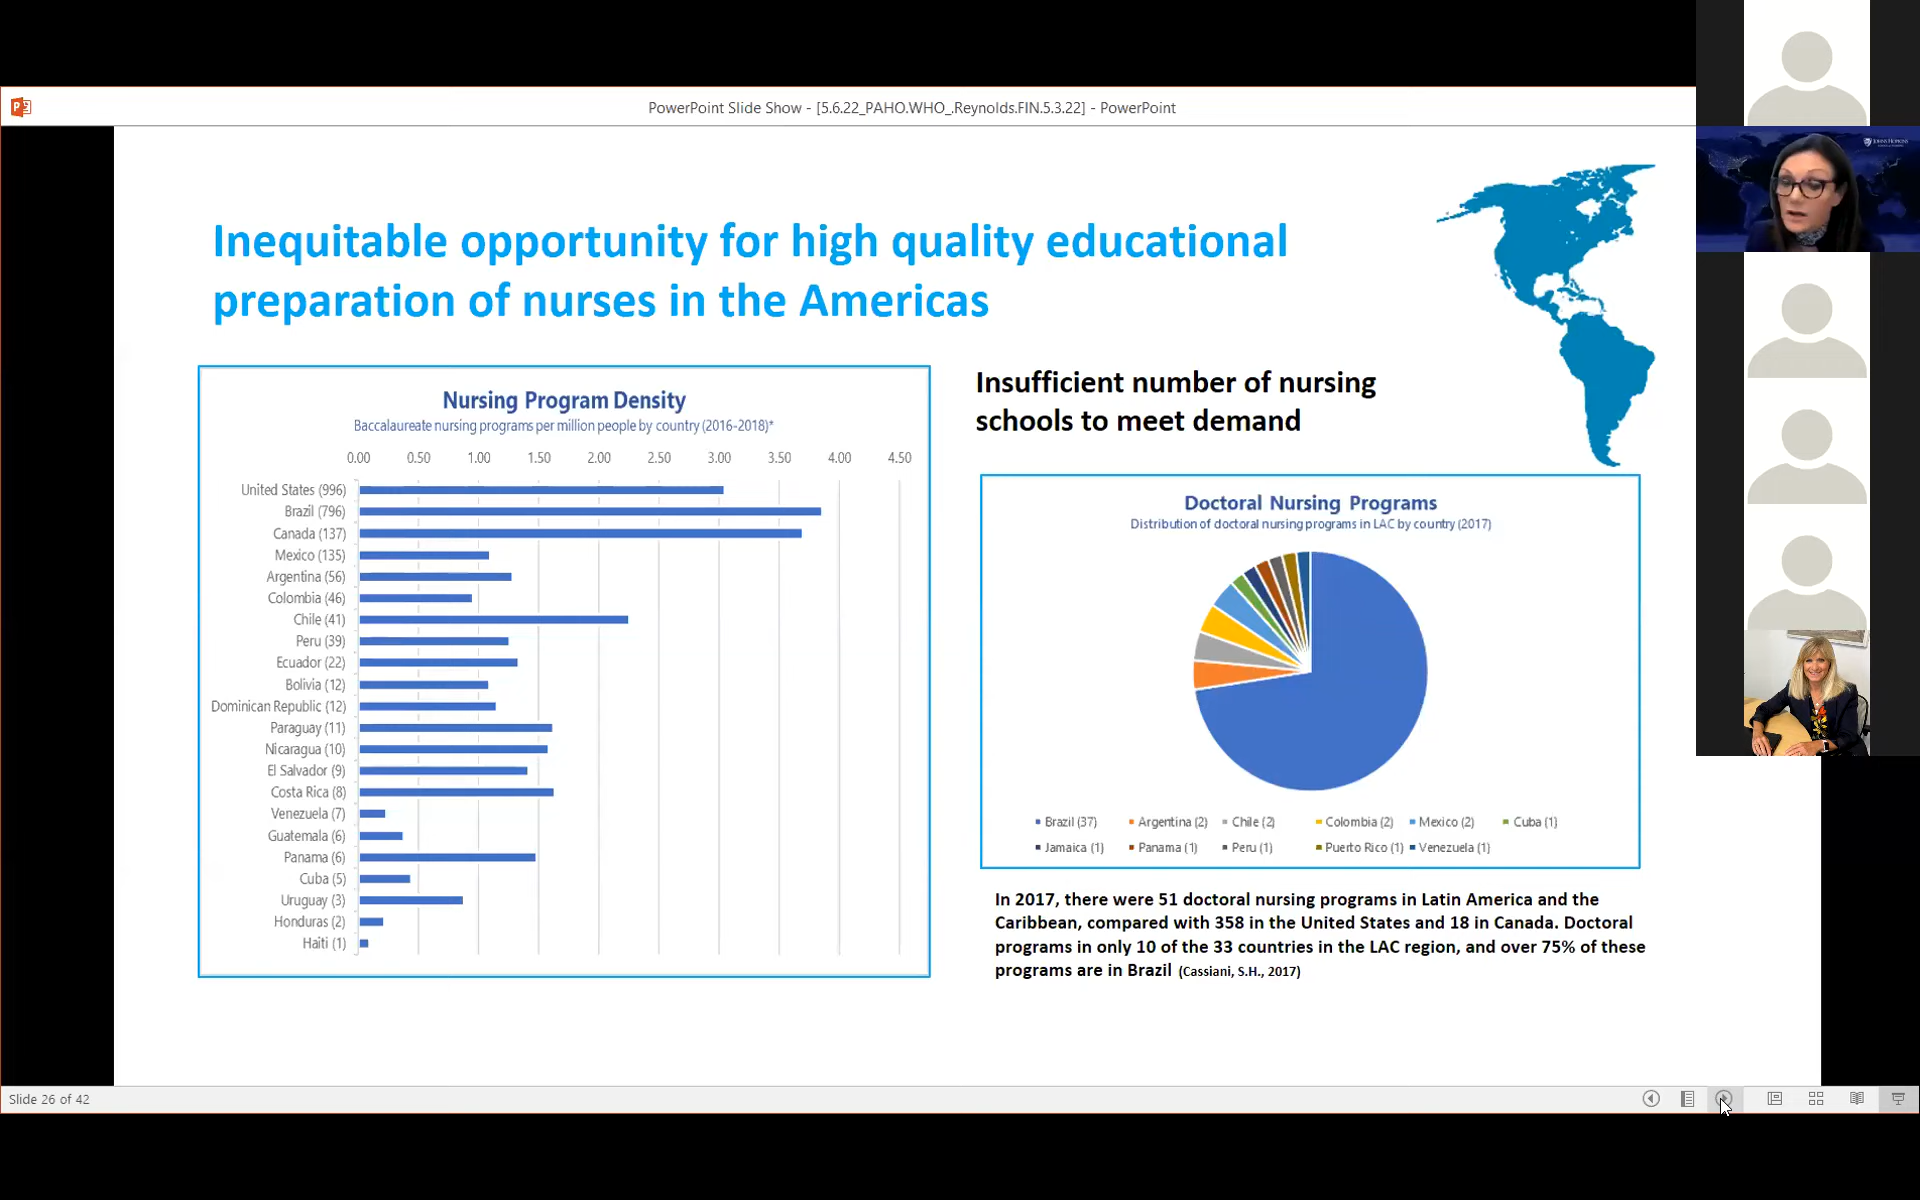 PowerPoint Slide Show - [5.6.22_PAHO.WHO_.Reynolds.FIN.5.3.22] - PowerPoint
JOHNS HOPKINS
Inequitable opportunity for high quality educational
preparation of nurses in the Americas
Nursing Program Density
Baccalaureate nursing programs per million people by country (2016-2018)*
0.00 0.50 1.00 1.50 2.00 2.50 3.00 3.50 4.00 4.50
United States (996)
Brazil (796)
Canada (137)
Mexico (135)
Argentina (56)
Colombia (46)
Chile (41)
Peru (39)
Ecuador (22)
Bolivia (12)
Dominican Republic (12)
Paraguay (11)
Nicaragua (10)
El Salvador (9)
Costa Rica (8)
Venezuela (7)
Guatemala (6)
Panama (6)
Cuba (5)
Uruguay (3)
Honduras (2)
Haiti (1)
Insufficient number of nursing
schools to meet demand
Doctoral Nursing Programs
Distribution of doctoral nursing programs in LAC by country (2017)
Brazil (37) Argentina (2) Chile (2) Colombia (2) Mexico (2) Cuba (1)
Jamaica (1) Panama (1) Peru (1) Puerto Rico (1) Venezuela (1)
In 2017, there were 51 doctoral nursing programs in Latin America and the
Caribbean, compared with 358 in the United States and 18 in Canada. Doctoral
programs in only 10 of the 33 countries in the LAC region, and over 75% of these
programs are in Brazil (Cassiani, S.H., 2017)
Slide 26 of 42